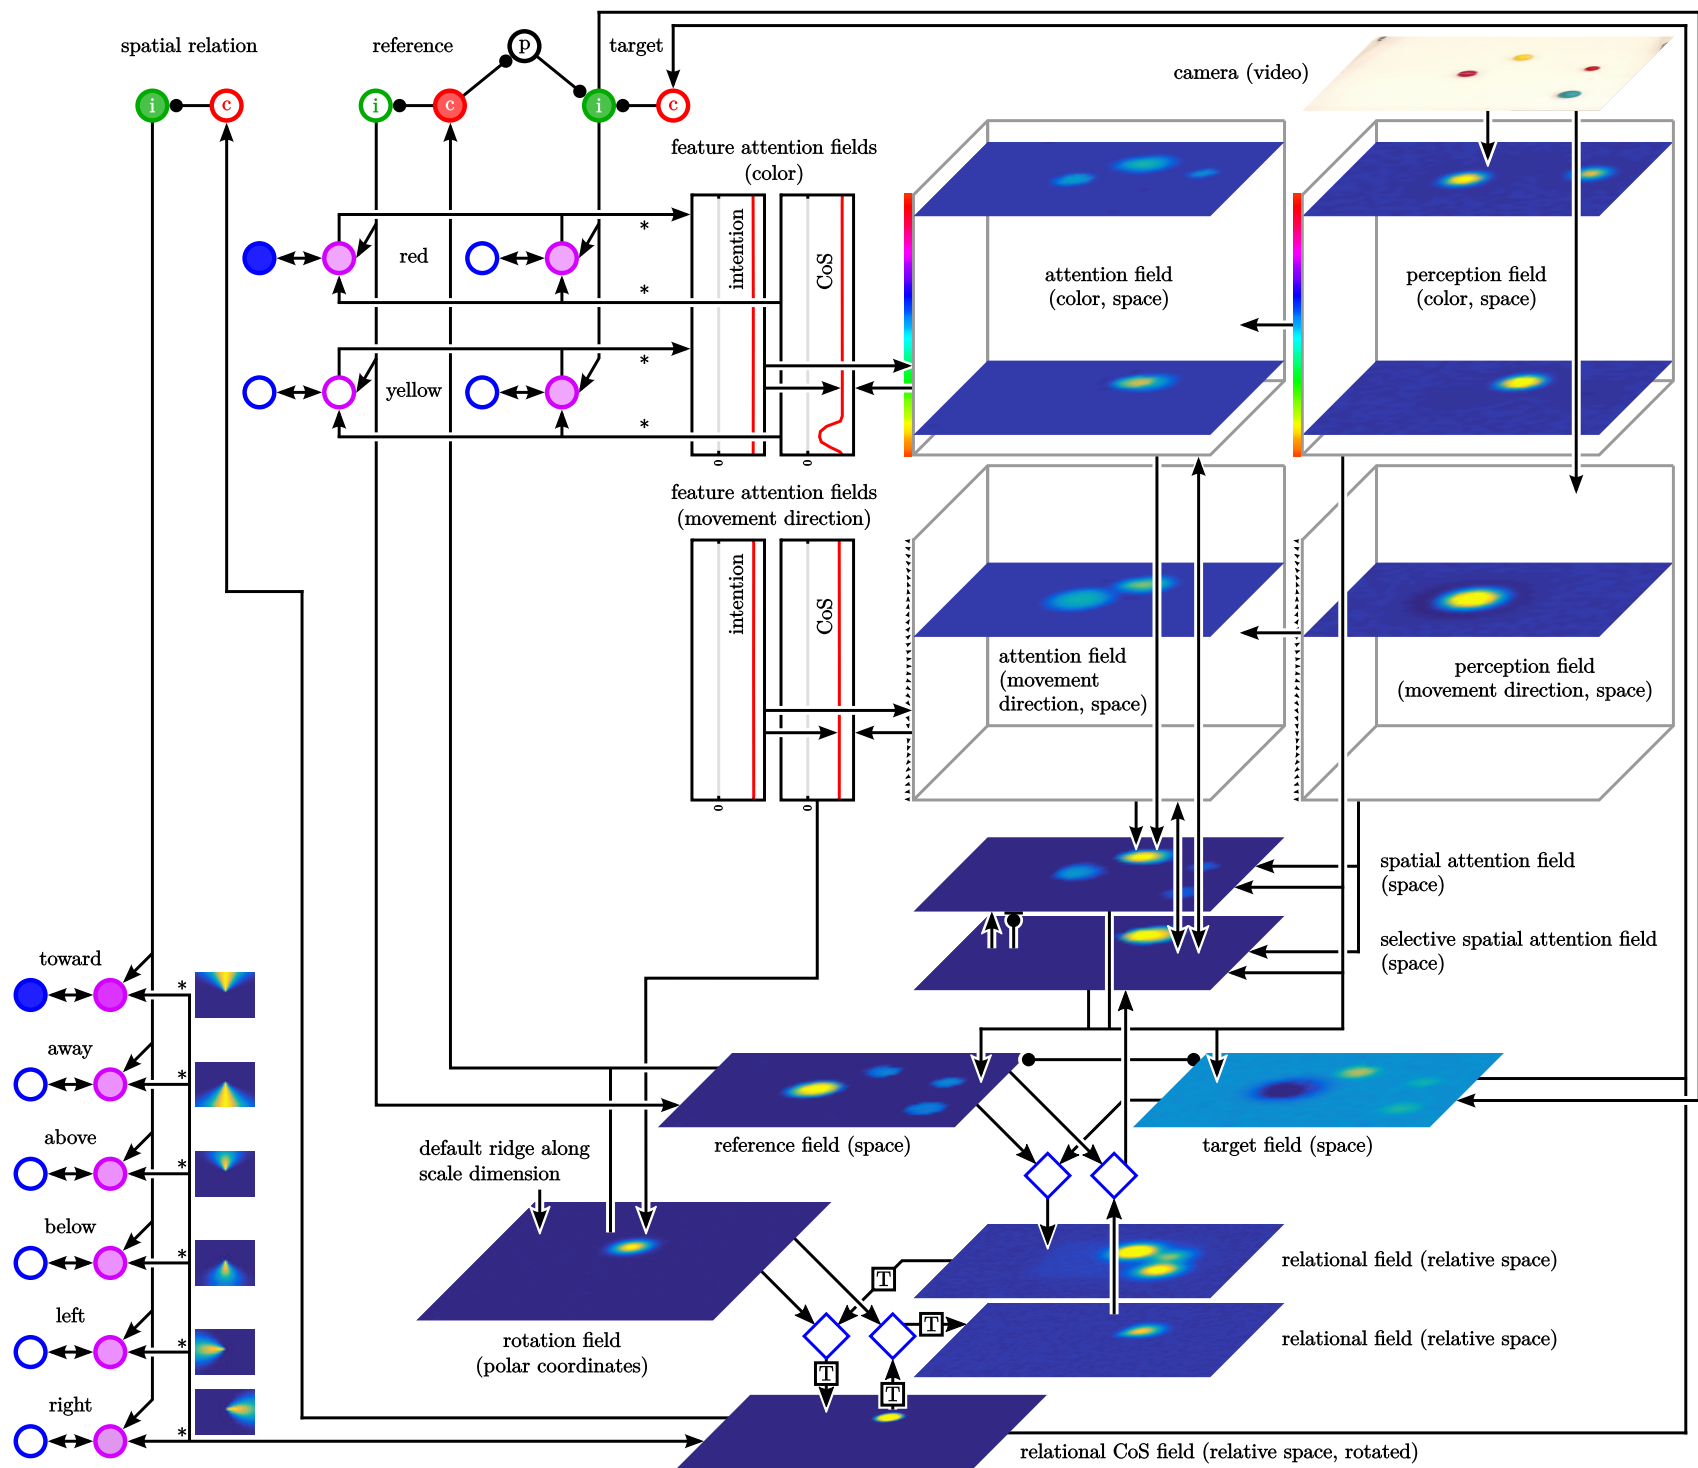 spatial relation
reference
p
target
camera (video)
i
c
i
c
i
c
feature attention fields
(color)
intention
CoS
*
red
*
attention field
(color, space)
perception field
(color, space)
*
yellow
*
0
0
feature attention fields
(movement direction)
intention
CoS
attention field
(movement
direction, space)
perception field
(movement direction, space)
0
0
spatial attention field
(space)
selective spatial attention field
(space)
toward
*
away
*
above
*
below
*
left
*
right
*
reference field (space)
target field (space)
default ridge along
scale dimension
rotation field
(polar coordinates)
T
relational field (relative space)
T
relational field (relative space)
T
T
relational CoS field (relative space, rotated)